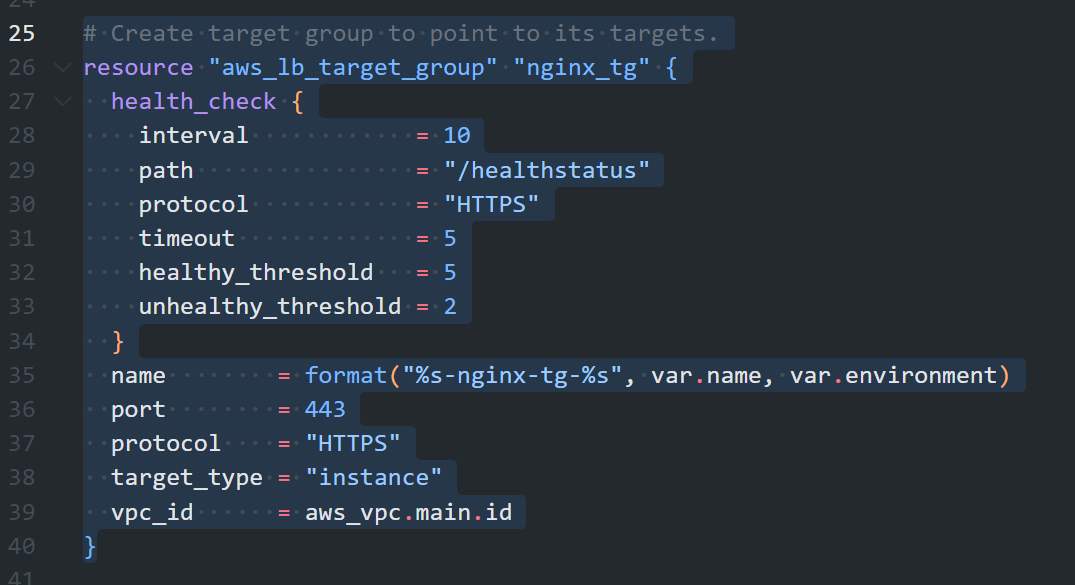 24
25 # Create target group to point to its targets.
26 resource "aws_lb_target_group" "nginx_tg" {
27   health_check {
28     interval            = 10
29     path                = "/healthstatus"
30     protocol            = "HTTPS"
31     timeout             = 5
32     healthy_threshold   = 5
33     unhealthy_threshold = 2
34   }
35   name        = format("%s-nginx-tg-%s", var.name, var.environment)
36   port        = 443
37   protocol    = "HTTPS"
38   target_type = "instance"
39   vpc_id      = aws_vpc.main.id
40 }
41